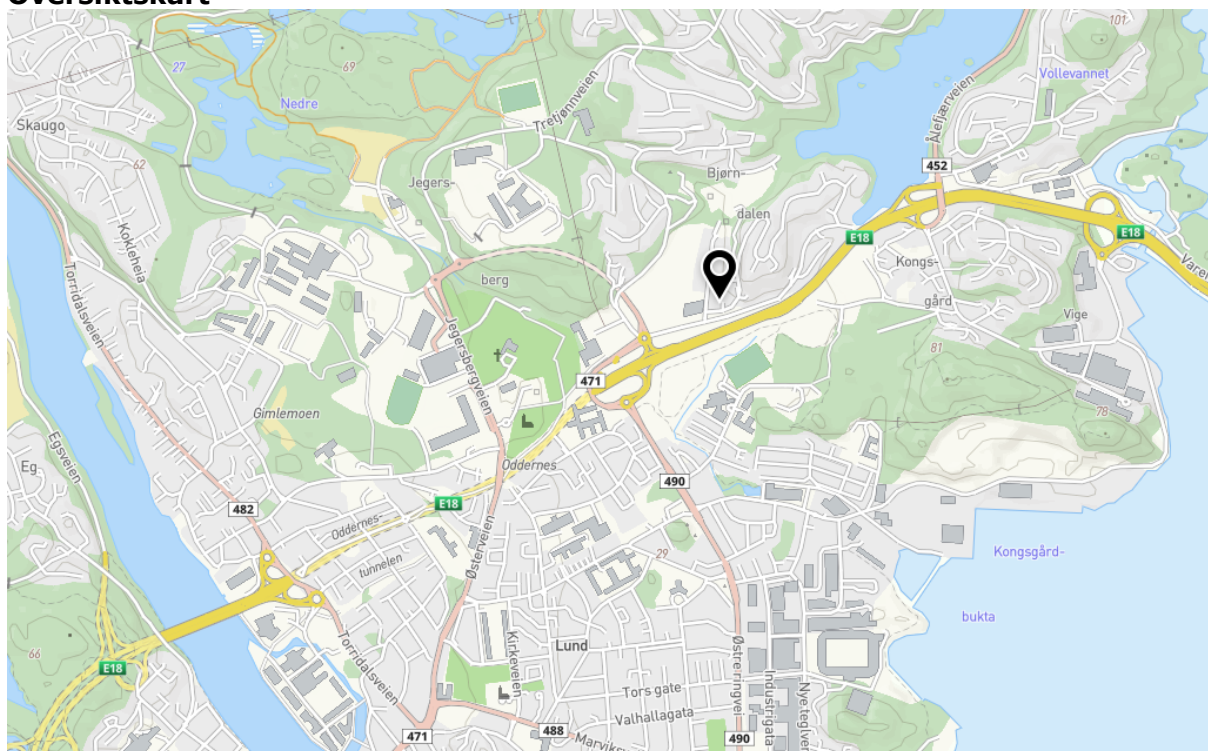 Oversiktskart
101
27
69
Vollevannet
Nedre
Tretjønnveien
Ålefjærveien
Skaugo
62
452
Jegers-
Bjørn-
dalen
Kokleheia
E18
E18
Varen
Torridalsveien
Kongs-
berg
gård
Vige
Jegersbergveien
81
471
78
Gimlemoen
Egsveien
Eg
Oddernes
490
E18
482
Oddernes-
tunnelen
29
Kongsgård-
Østerveien
bukta
Kirkeveien
Lund
66
E18
Torridalsveien
Østre ringvei
Industrigata
Nye teglver
Tors gate
Valhallagata
471
488
Marviks
490